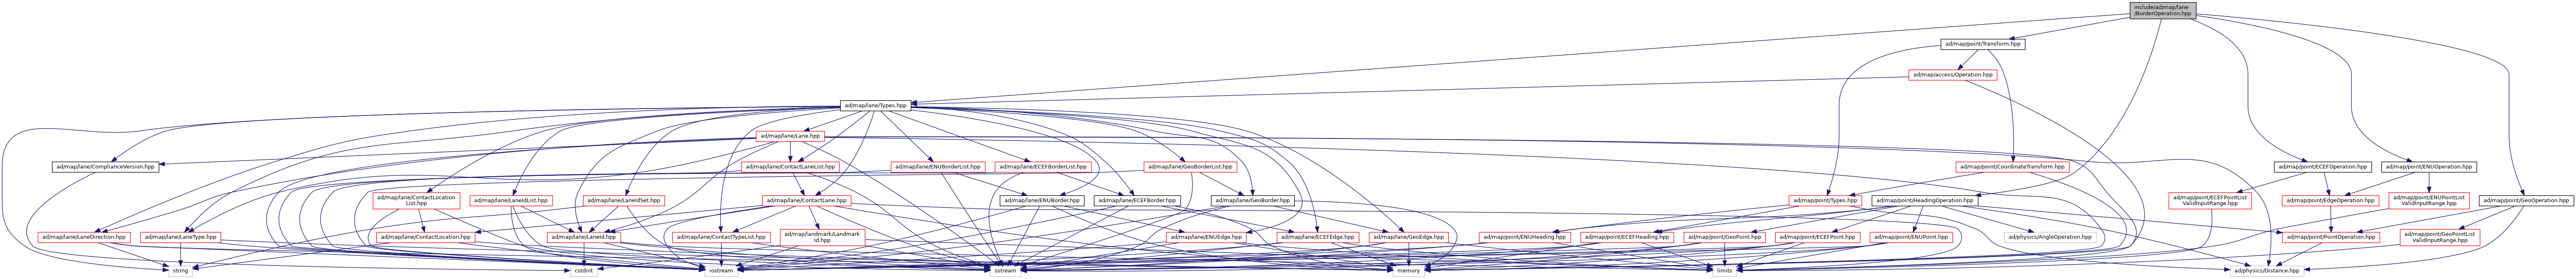 include/ad/map/lane
/BorderOperation.hpp
ad/map/point/Transform.hpp
ad/map/access/Operation.hpp
ad/map/lane/Types.hpp
ad/map/lane/Lane.hpp
ad/map/lane/ComplianceVersion.hpp
ad/map/lane/ContactLaneList.hpp
ad/map/lane/ENUBorderList.hpp
ad/map/lane/ECEFBorderList.hpp
ad/map/lane/GeoBorderList.hpp
ad/map/point/CoordinateTransform.hpp
ad/map/point/ECEFOperation.hpp
ad/map/point/ENUOperation.hpp
ad/map/lane/ContactLocation
List.hpp
ad/map/lane/LaneIdList.hpp
ad/map/lane/LaneIdSet.hpp
ad/map/lane/ContactLane.hpp
ad/map/lane/ENUBorder.hpp
ad/map/lane/ECEFBorder.hpp
ad/map/lane/GeoBorder.hpp
ad/map/point/Types.hpp
ad/map/point/HeadingOperation.hpp
ad/map/point/ECEFPointList
ValidInputRange.hpp
ad/map/point/EdgeOperation.hpp
ad/map/point/ENUPointList
ValidInputRange.hpp
ad/map/point/GeoOperation.hpp
ad/map/lane/LaneDirection.hpp
ad/map/lane/LaneType.hpp
ad/map/lane/ContactLocation.hpp
ad/map/lane/LaneId.hpp
ad/map/lane/ContactTypeList.hpp
ad/map/landmark/Landmark
Id.hpp
ad/map/lane/ENUEdge.hpp
ad/map/lane/ECEFEdge.hpp
ad/map/lane/GeoEdge.hpp
ad/map/point/ENUHeading.hpp
ad/map/point/ECEFHeading.hpp
ad/map/point/GeoPoint.hpp
ad/map/point/ECEFPoint.hpp
ad/map/point/ENUPoint.hpp
ad/physics/AngleOperation.hpp
ad/map/point/PointOperation.hpp
ad/map/point/GeoPointList
ValidInputRange.hpp
string
cstdint
iostream
sstream
memory
limits
ad/physics/Distance.hpp